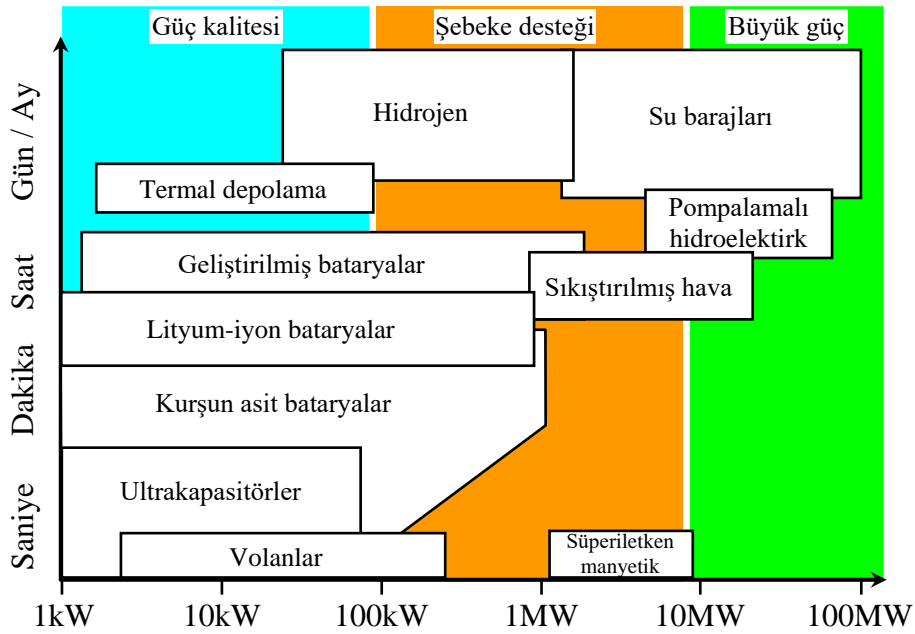 Güç kalitesi
Şebeke desteği
Büyük güç
Gün / Ay
Saat
Dakika
Saniye
Hidrojen
Su barajları
Termal depolama
Pompalamalı
hidroelektirk
Geliştirilmiş bataryalar
Sıkıştırılmış hava
Lityum-iyon bataryalar
Kurşun asit bataryalar
Ultrakapasitörler
Volanlar
Süperiletken
manyetik
1kW
10kW
100kW
1MW
10MW
100MW